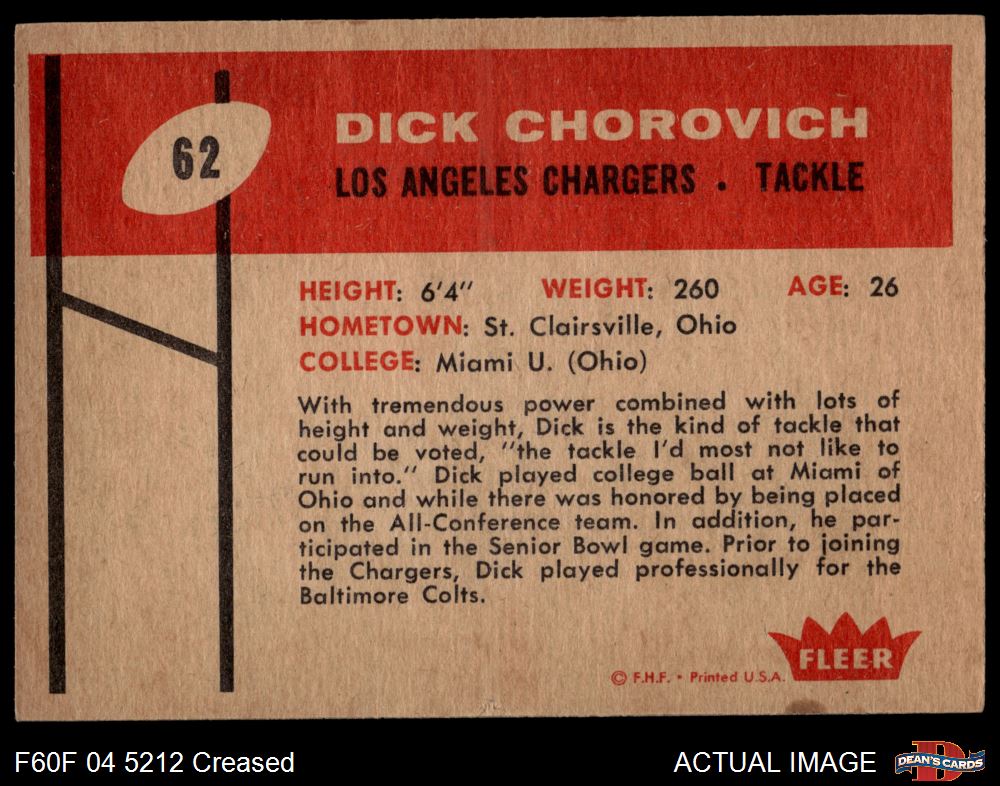 62
DICK CHOROVICH
LOS ANGELES CHARGERS . TACKLE
HEIGHT: 6'4" WEIGHT: 260 AGE: 26
HOMETOWN: St. Clairsville, Ohio
COLLEGE: Miami U. (Ohio)
With tremendous power combined with lots of
height and weight, Dick is the kind of tackle that
could be voted, "the tackle I'd most not like to
run into." Dick played college ball at Miami of
Ohio and while there was honored by being placed
on the All-Conference team. In addition, he par-
ticipated in the Senior Bowl game. Prior to joining
the Chargers, Dick played professionally for the
Baltimore Colts.
FLEER
© F.H.F. • Printed U.S.A.
F60F 04 5212 Creased
ACTUAL IMAGE
D
DEAN'S CARDS